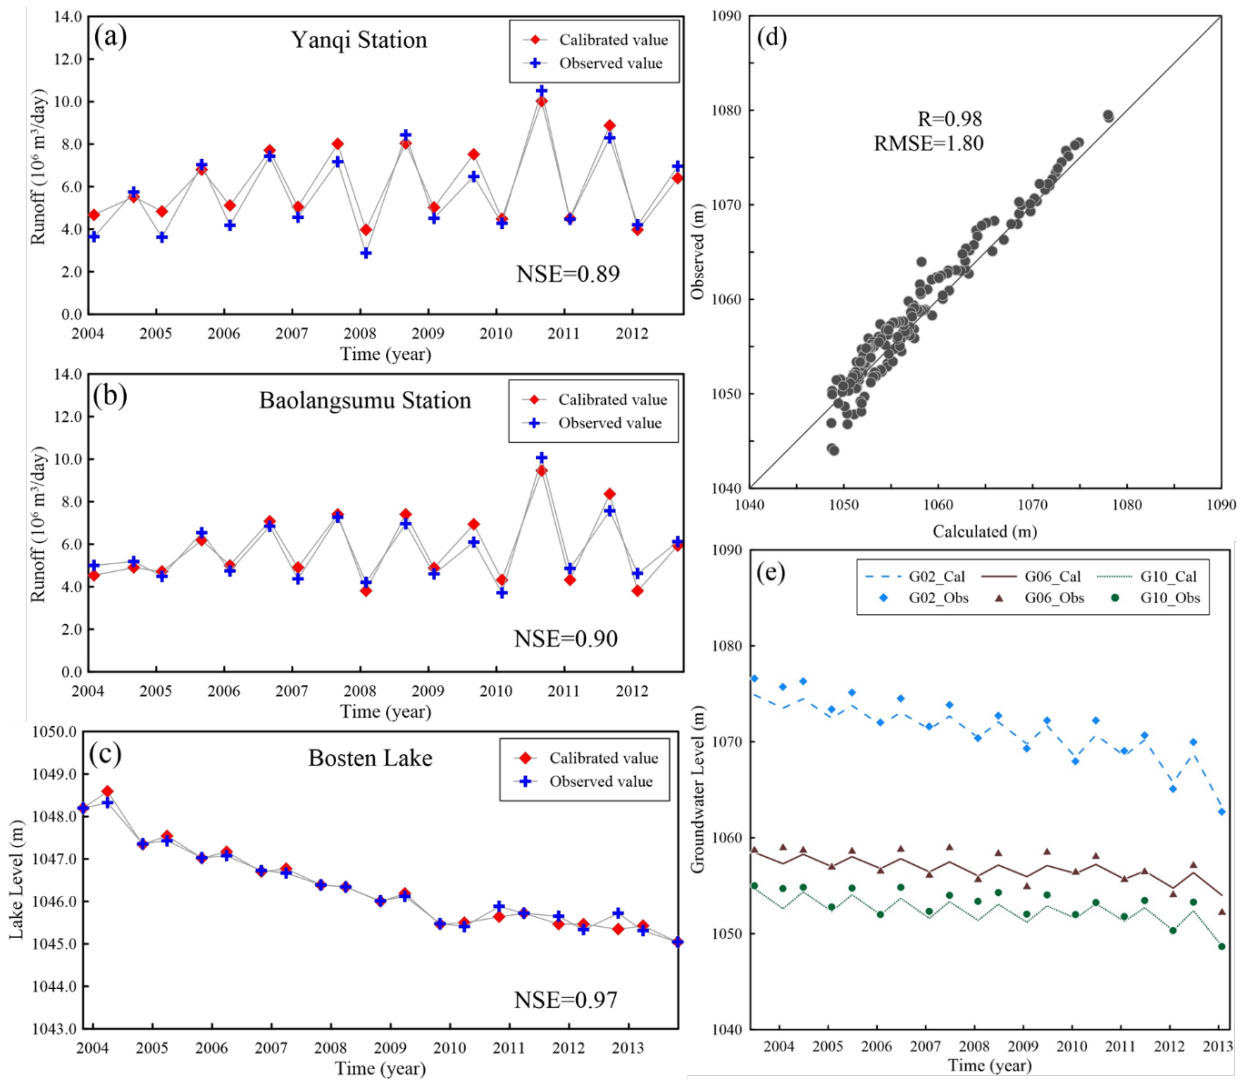 (a)
Yanqi Station
Calibrated value
Observed value
14.0
12.0
10.0
8.0
6.0
4.0
2.0
0.0
Runoff (10⁶ m³/day)
NSE=0.89
2004 2005 2006 2007 2008 2009 2010 2011 2012
Time (year)
(b)
Baolangsumu Station
Calibrated value
Observed value
14.0
12.0
10.0
8.0
6.0
4.0
2.0
0.0
Runoff (10⁶ m³/day)
NSE=0.90
2004 2005 2006 2007 2008 2009 2010 2011 2012
Time (year)
(c)
Bosten Lake
Calibrated value
Observed value
1050.0
1049.0
1048.0
1047.0
1046.0
1045.0
1044.0
1043.0
Lake Level (m)
NSE=0.97
2004 2005 2006 2007 2008 2009 2010 2011 2012 2013
Time (year)
(d)
R=0.98
RMSE=1.80
1090
1080
1070
1060
1050
1040
Observed (m)
1040 1050 1060 1070 1080 1090
Calculated (m)
(e)
G02_Cal G06_Cal G10_Cal
G02_Obs G06_Obs G10_Obs
1090
1080
1070
1060
1050
1040
Groundwater Level (m)
2004 2005 2006 2007 2008 2009 2010 2011 2012 2013
Time (year)